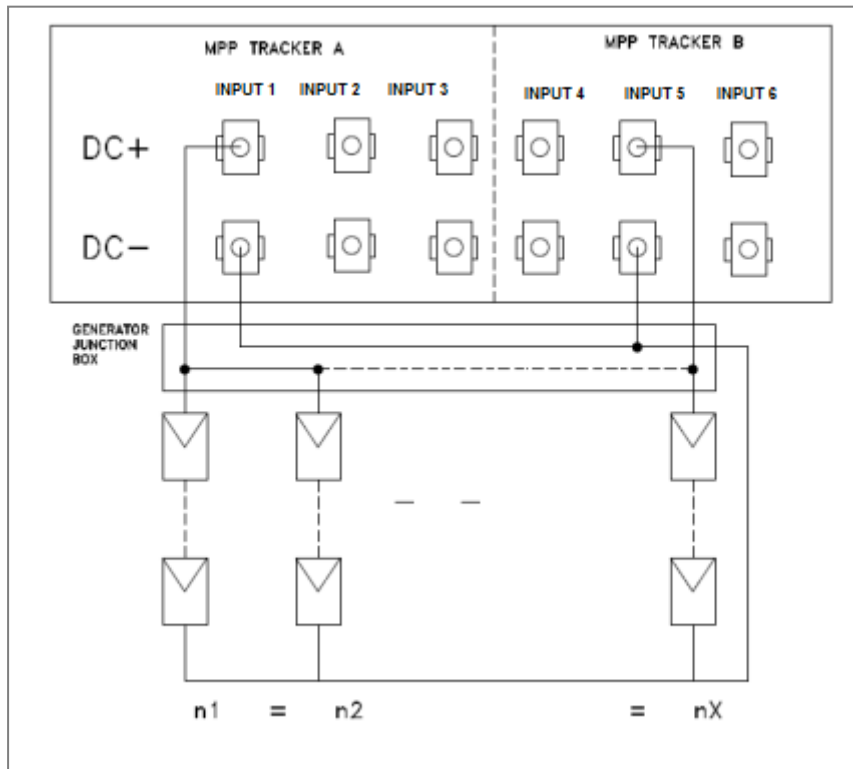 MPP TRACKER A
MPP TRACKER B
INPUT 1 INPUT 2 INPUT 3 INPUT 4 INPUT 5 INPUT 6
DC+
DC−
GENERATOR
JUNCTION
BOX
n1 = n2 = nX